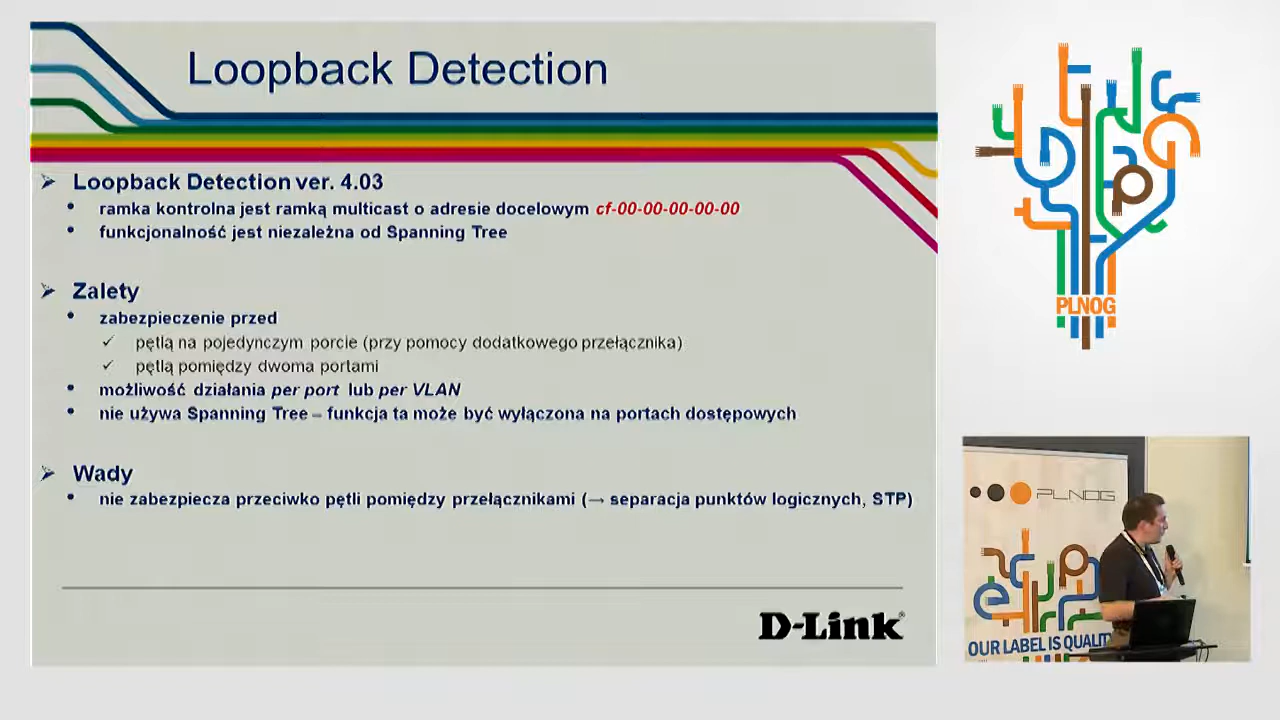 Loopback Detection
Loopback Detection ver. 4.03
ramka kontrolna jest ramką multicast o adresie docelowym cf-00-00-00-00-00
funkcjonalność jest niezależna od Spanning Tree
Zalety
zabezpieczenie przed
pętlą na pojedynczym porcie (przy pomocy dodatkowego przełącznika)
pętlą pomiędzy dwoma portami
możliwość działania per port lub per VLAN
nie używa Spanning Tree – funkcja ta może być wyłączona na portach dostępowych
Wady
nie zabezpiecza przeciwko pętli pomiędzy przełącznikami (→ separacja punktów logicznych, STP)
D-Link®
PLNOG
PLNOG
OUR LABEL IS QUALITY